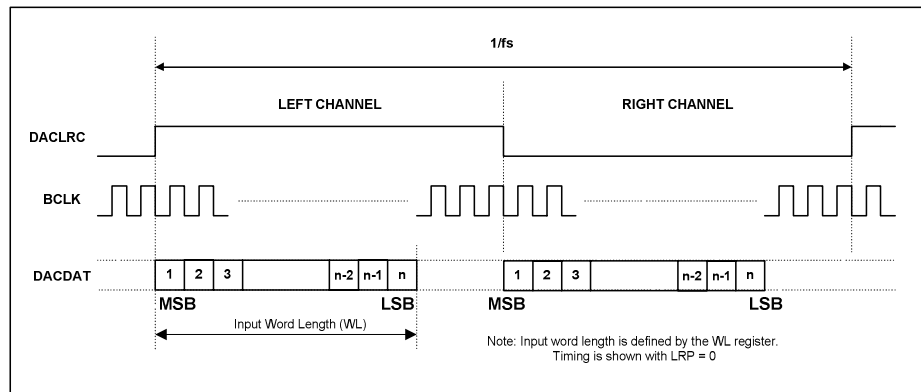 1/fs
LEFT CHANNEL RIGHT CHANNEL
DACLRC
BCLK
DACDAT 1 2 3 n-2 n-1 n 1 2 3 n-2 n-1 n
MSB LSB MSB LSB
Input Word Length (WL)
Note: Input word length is defined by the WL register.
Timing is shown with LRP = 0